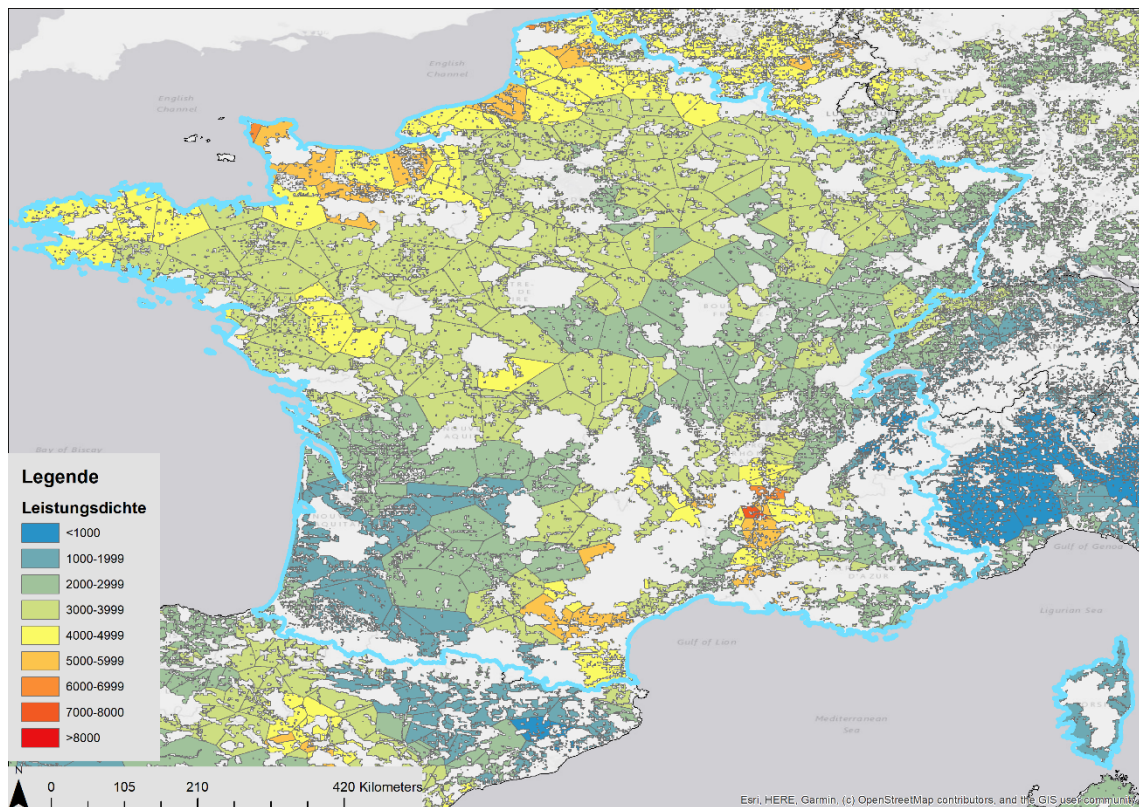 English
Channel
English
Channel
Bay of Biscay
Gulf of Lion
Gulf of Genoa
Ligurian Sea
Mediterranean
Sea
D'AZUR
Legende
Leistungsdichte
<1000
1000-1999
2000-2999
3000-3999
4000-4999
5000-5999
6000-6999
7000-8000
>8000
N
0 105 210 420 Kilometers
Esri, HERE, Garmin, (c) OpenStreetMap contributors, and the GIS user community